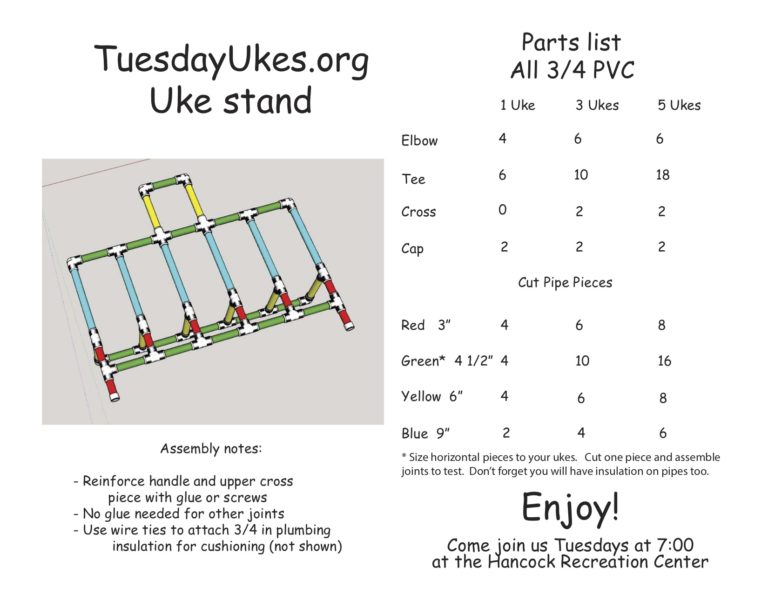 TuesdayUkes.org
Uke stand
Assembly notes:
- Reinforce handle and upper cross
piece with glue or screws
- No glue needed for other joints
- Use wire ties to attach 3/4 in plumbing
insulation for cushioning (not shown)
Parts list
All 3/4 PVC
1 Uke 3 Ukes 5 Ukes
Elbow 4 6 6
Tee 6 10 18
Cross 0 2 2
Cap 2 2 2
Cut Pipe Pieces
Red 3” 4 6 8
Green* 4 1/2” 4 10 16
Yellow 6” 4 6 8
Blue 9” 2 4 6
* Size horizontal pieces to your ukes. Cut one piece and assemble
joints to test. Don’t forget you will have insulation on pipes too.
Enjoy!
Come join us Tuesdays at 7:00
at the Hancock Recreation Center